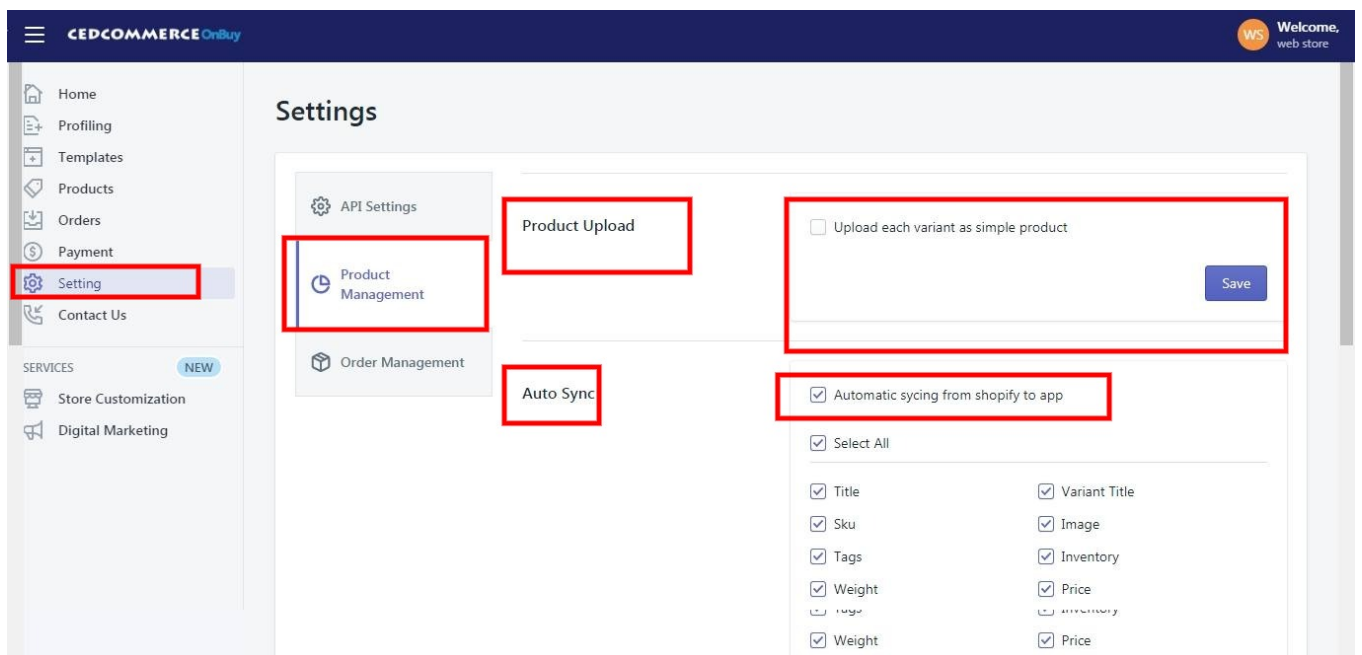 CEDCOMMERCE OnBuy
WS
Welcome,
web store
Home
Profiling
Templates
Products
Orders
Payment
Setting
Contact Us
SERVICES NEW
Store Customization
Digital Marketing
Settings
API Settings
Product
Management
Order Management
Product Upload
Upload each variant as simple product
Save
Auto Sync
Automatic sycing from shopify to app
Select All
Title Variant Title
Sku Image
Tags Inventory
Weight Price
Tags Inventory
Weight Price